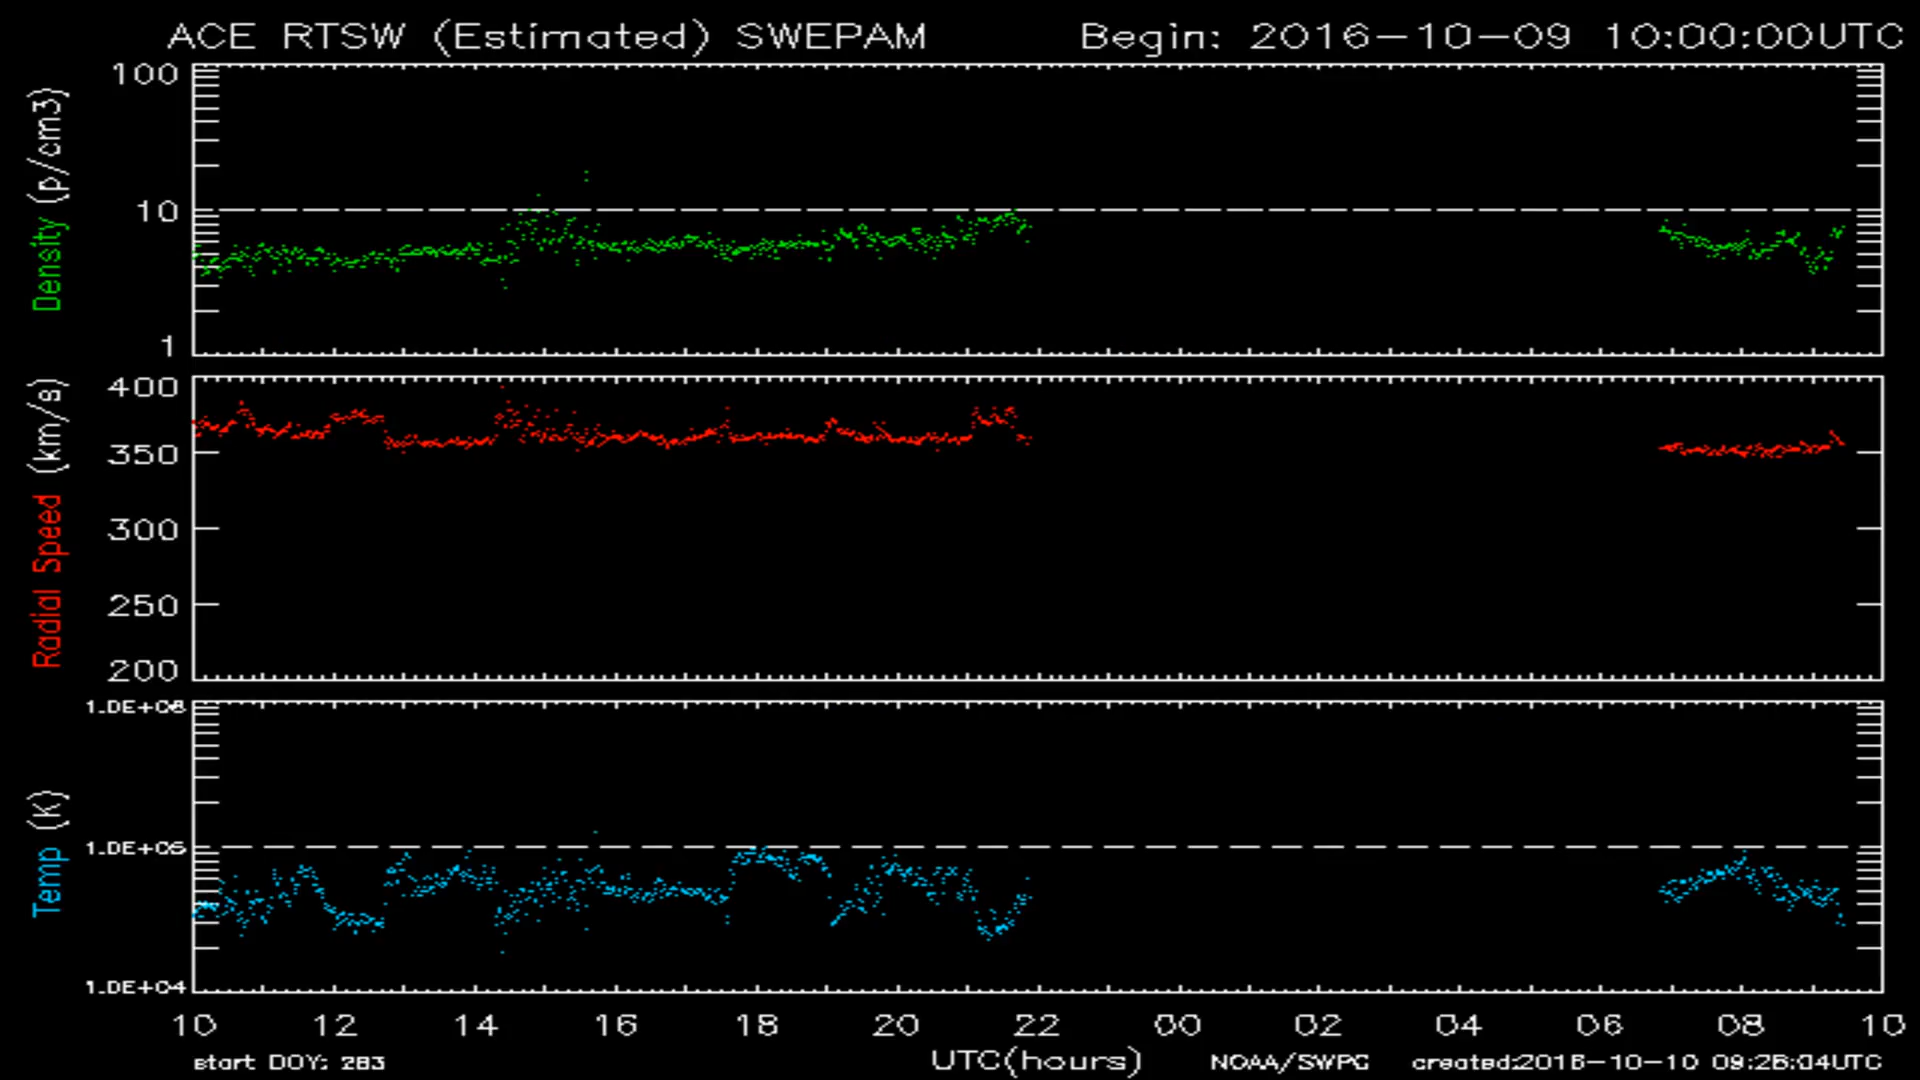 ACE RTSW (Estimated) SWEPAM Begin: 2016-10-09 10:00:00UTC
Density (p/cm3)
100
10
1
Radial Speed (km/s)
400
350
300
250
200
Temp (K)
1.0E+06
1.0E+05
1.0E+04
10 12 14 16 18 20 22 00 02 04 06 08 10
start DOY: 283 UTC(hours) NOAA/SWPC created:2016-10-10 09:26:04UTC